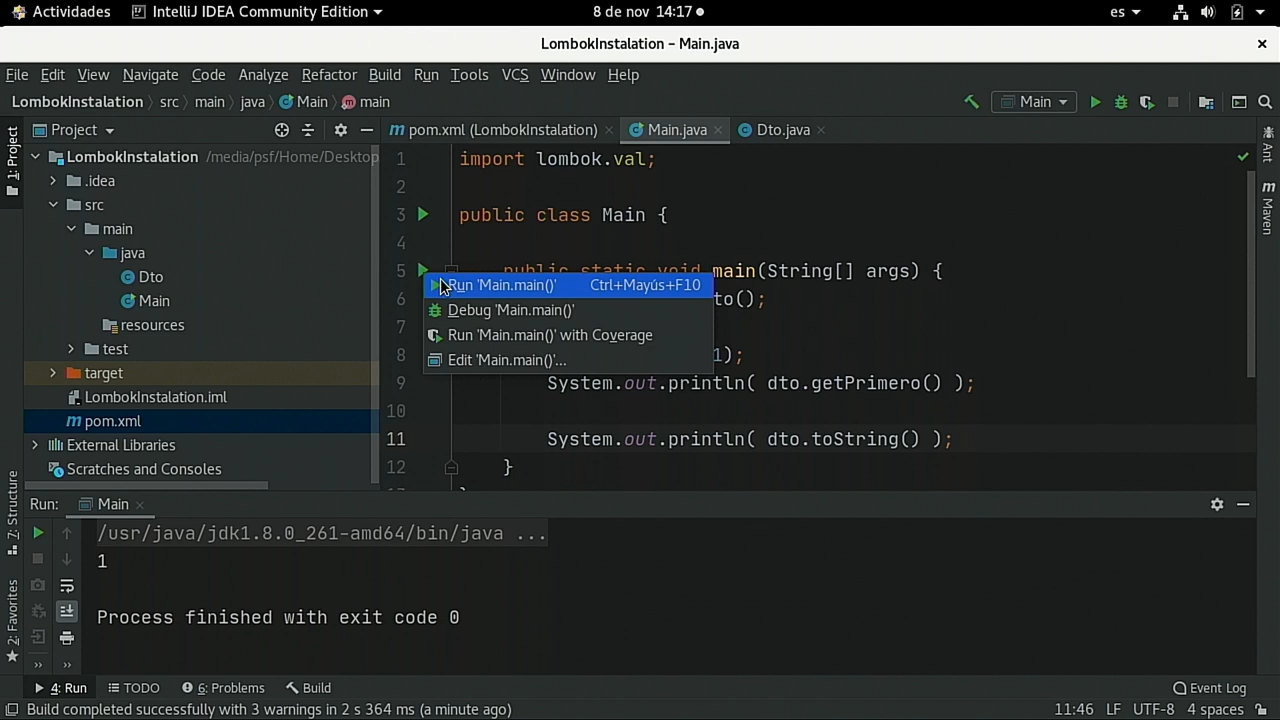 Actividades IntelliJ IDEA Community Edition 8 de nov 14:17 es
LombokInstalation – Main.java
File Edit View Navigate Code Analyze Refactor Build Run Tools VCS Window Help
LombokInstalation src main java Main main Main
1: Project
Project
pom.xml (LombokInstalation) Main.java Dto.java
LombokInstalation /media/psf/Home/Desktop
.idea
src
main
java
Dto
Main
resources
test
target
LombokInstalation.iml
pom.xml
External Libraries
Scratches and Consoles
1 import lombok.val;
2
3 public class Main {
4
5 public static void main(String[] args) {
6 to();
7
8 1);
9 System.out.println( dto.getPrimero() );
10
11 System.out.println( dto.toString() );
12 }
Run 'Main.main()' Ctrl+Mayús+F10
Debug 'Main.main()'
Run 'Main.main()' with Coverage
Edit 'Main.main()'...
Ant
Maven
7: Structure
2: Favorites
Run: Main
/usr/java/jdk1.8.0_261-amd64/bin/java ...
1
Process finished with exit code 0
4: Run TODO 6: Problems Build Event Log
Build completed successfully with 3 warnings in 2 s 364 ms (a minute ago) 11:46 LF UTF-8 4 spaces